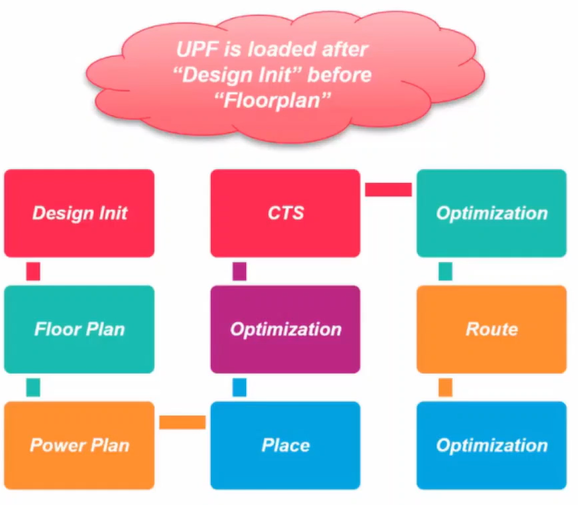 UPF is loaded after
“Design Init” before
“Floorplan”
Design Init
Floor Plan
Power Plan
Place
Optimization
CTS
Optimization
Route
Optimization